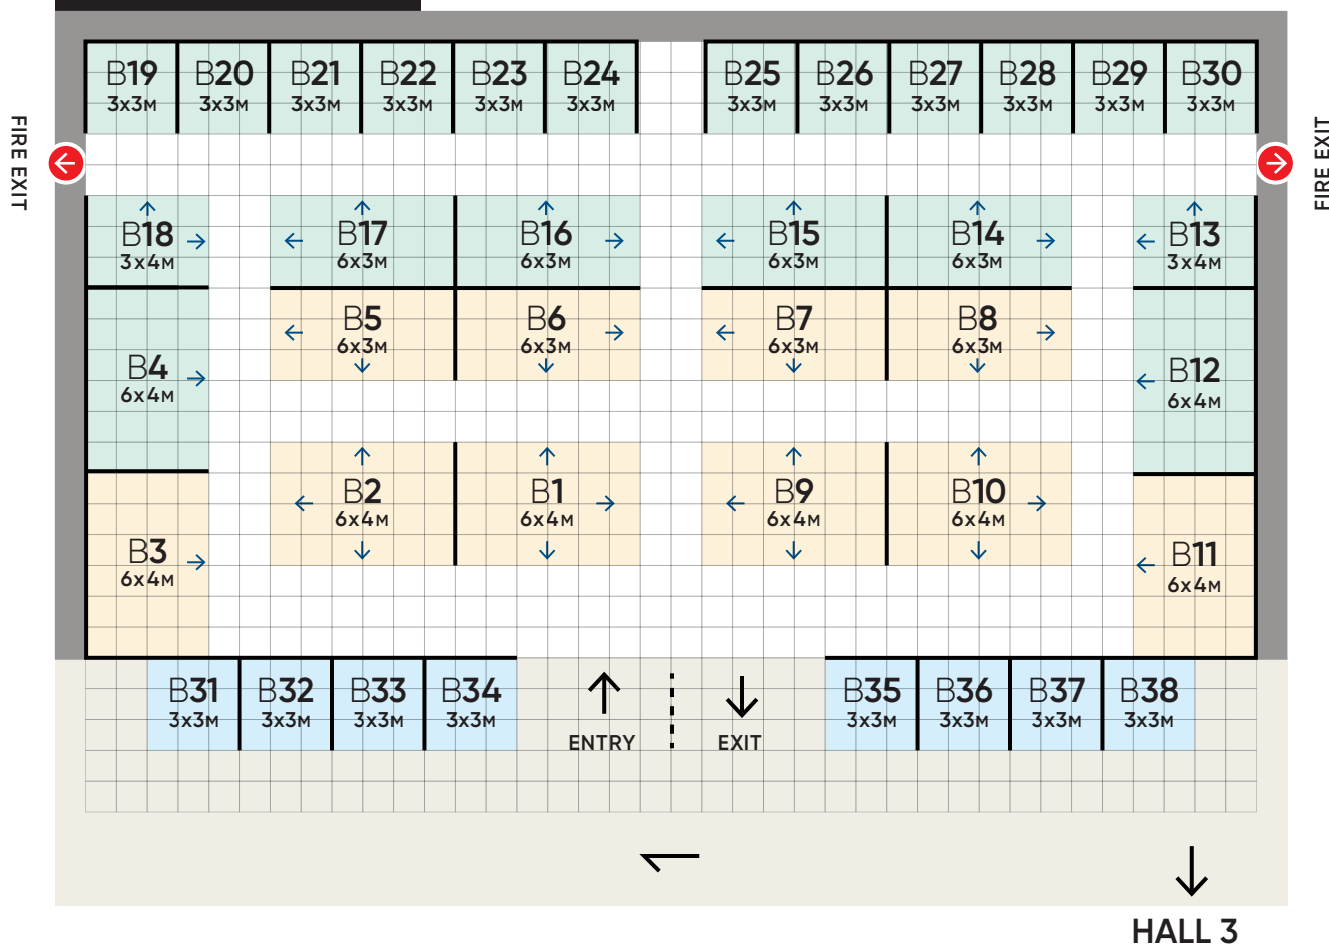 B19 B20 B21 B22 B23 B24 B25 B26 B27 B28 B29 B30
3x3M 3x3M 3x3M 3x3M 3x3M 3x3M 3x3M 3x3M 3x3M 3x3M 3x3M 3x3M
FIRE EXIT
FIRE EXIT
B18 B17 B16 B15 B14 B13
3x4M 6x3M 6x3M 6x3M 6x3M 3x4M
B5 B6 B7 B8
6x3M 6x3M 6x3M 6x3M
B4 B12
6x4M 6x4M
B2 B1 B9 B10
6x4M 6x4M 6x4M 6x4M
B3 B11
6x4M 6x4M
B31 B32 B33 B34 B35 B36 B37 B38
3x3M 3x3M 3x3M 3x3M 3x3M 3x3M 3x3M 3x3M
ENTRY EXIT
HALL 3